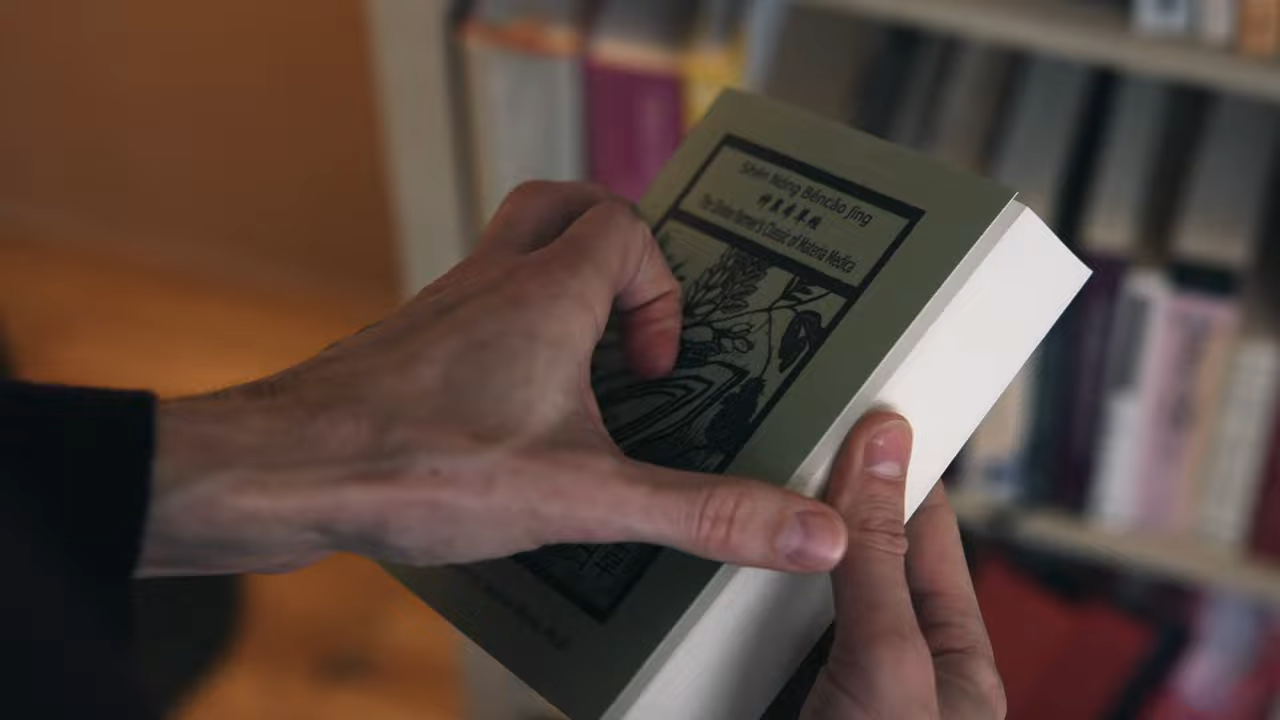 Shén Nóng Běncǎo Jīng
神農本草經
The Divine Farmer's Classic of Materia Medica